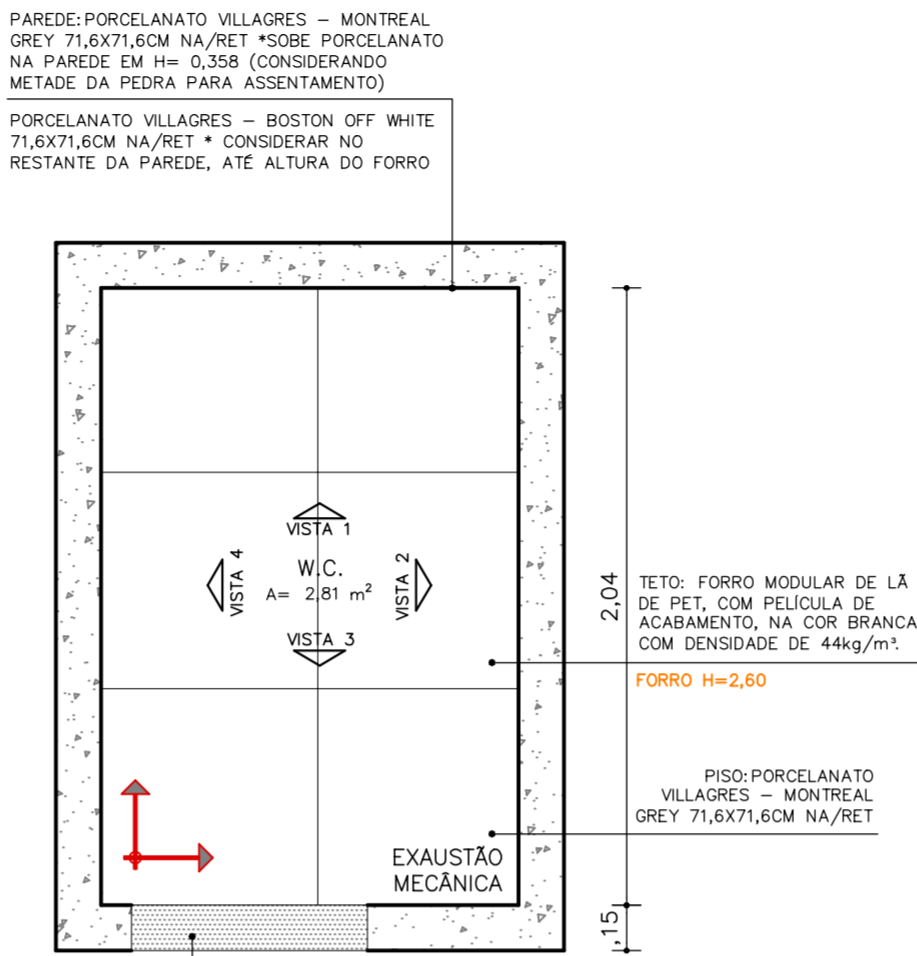 PAREDE: PORCELANATO VILLAGRES – MONTREAL
GREY 71,6X71,6CM NA/RET *SOBE PORCELANATO
NA PAREDE EM H= 0,358 (CONSIDERANDO
METADE DA PEDRA PARA ASSENTAMENTO)
PORCELANATO VILLAGRES – BOSTON OFF WHITE
71,6X71,6CM NA/RET * CONSIDERAR NO
RESTANTE DA PAREDE, ATÉ ALTURA DO FORRO
VISTA 1
VISTA 4
W.C.
A= 2,81 m²
VISTA 2
VISTA 3
2,04
TETO: FORRO MODULAR DE LÃ
DE PET, COM PELÍCULA DE
ACABAMENTO, NA COR BRANCA
COM DENSIDADE DE 44kg/m³.
FORRO H=2,60
PISO: PORCELANATO
VILLAGRES – MONTREAL
GREY 71,6X71,6CM NA/RET
EXAUSTÃO
MECÂNICA
,15